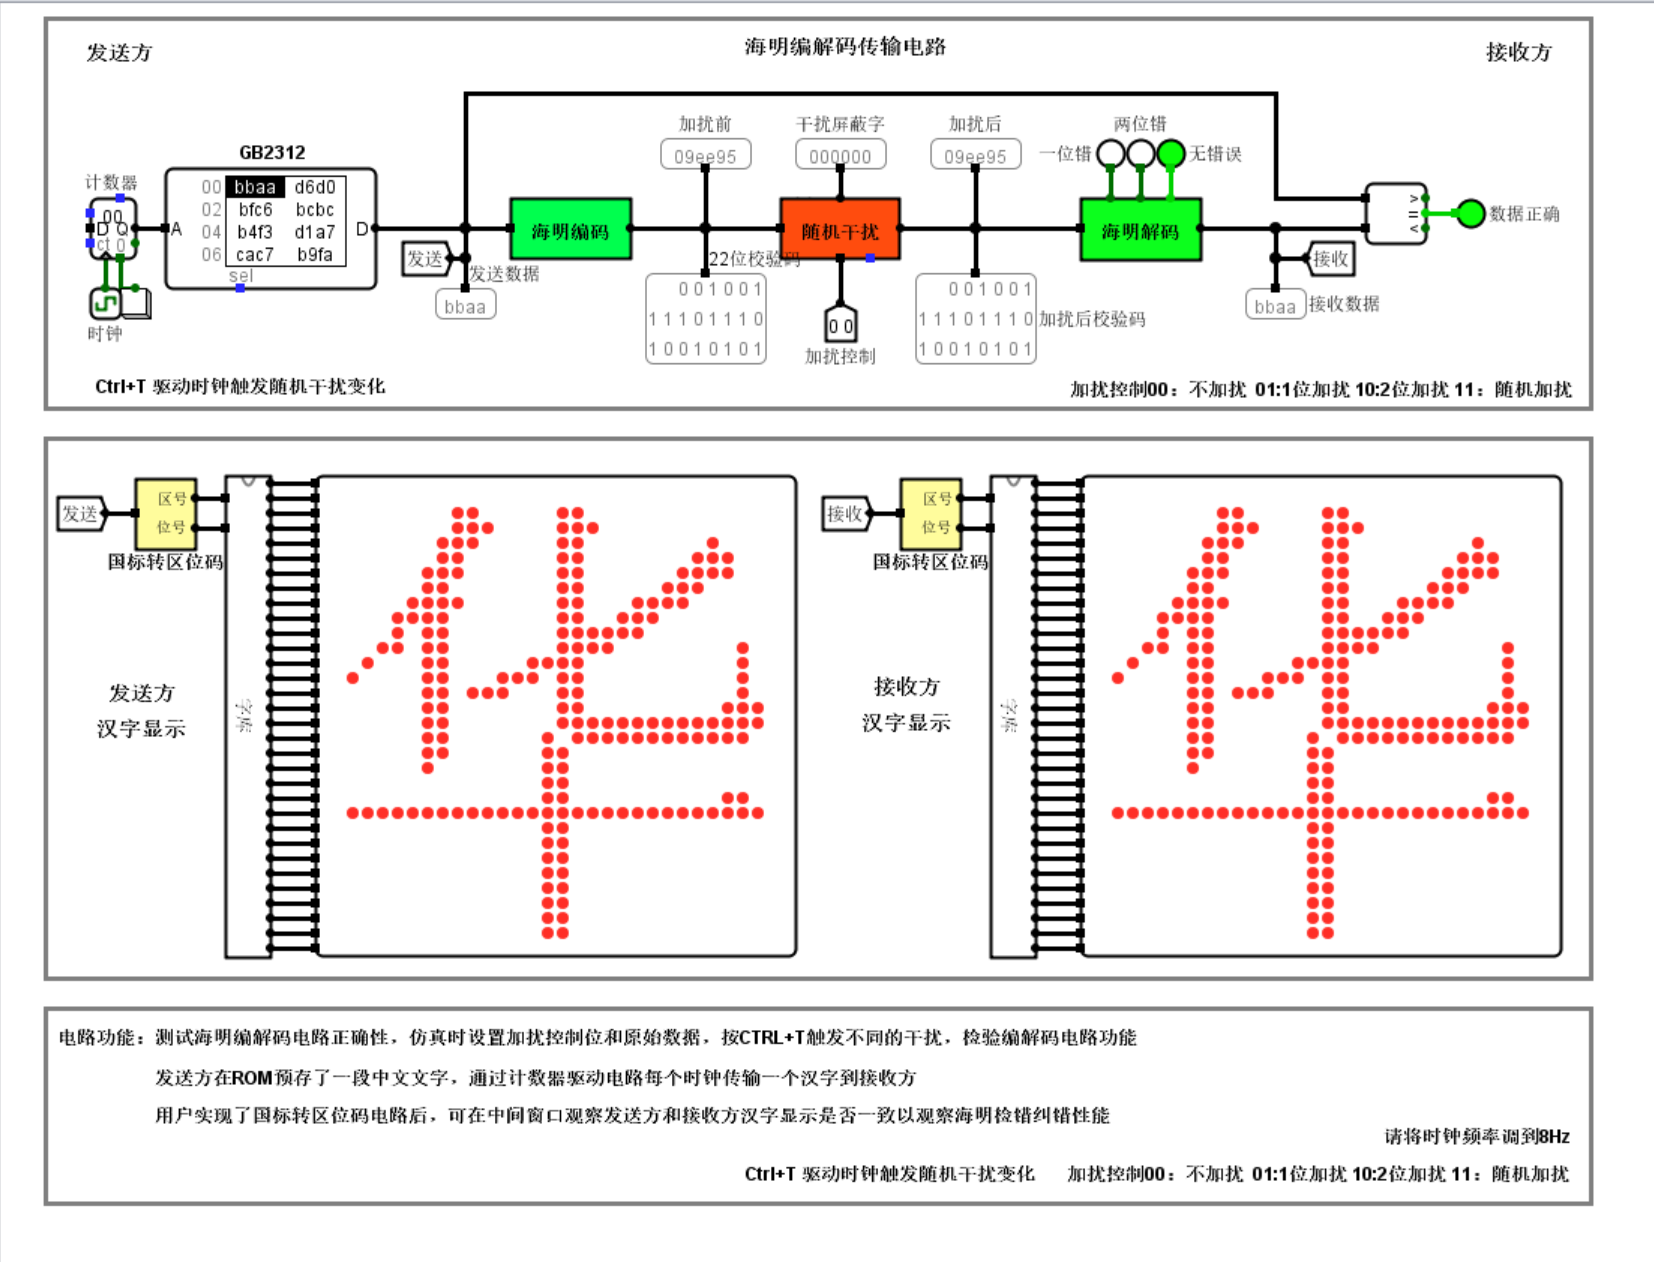 发送方
海明编解码传输电路
接收方
加扰前
干扰屏蔽字
加扰后
两位错
09ee95
000000
09ee95
一位错
无错误
GB2312
计数器
00
D Q
ct 0
A
00 bbaa d6d0
02 bfc6 bcbc
04 b4f3 d1a7
06 cac7 b9fa
D
sel
时钟
发送
发送数据
bbaa
海明编码
22位校验码
001001
11101110
10010101
随机干扰
00
加扰控制
001001
11101110
10010101
加扰后校验码
海明解码
接收
bbaa
接收数据
>
=
<
数据正确
Ctrl+T 驱动时钟触发随机干扰变化
加扰控制00：不加扰 01:1位加扰 10:2位加扰 11：随机加扰
发送
区号
位号
国标转区位码
发送方
汉字显示
字库
华
接收
区号
位号
国标转区位码
接收方
汉字显示
字库
华
电路功能：测试海明编解码电路正确性，仿真时设置加扰控制位和原始数据，按CTRL+T触发不同的干扰，检验编解码电路功能
发送方在ROM预存了一段中文文字，通过计数器驱动电路每个时钟传输一个汉字到接收方
用户实现了国标转区位码电路后，可在中间窗口观察发送方和接收方汉字显示是否一致以观察海明检错纠错性能
请将时钟频率调到8Hz
Ctrl+T 驱动时钟触发随机干扰变化 加扰控制00：不加扰 01:1位加扰 10:2位加扰 11：随机加扰